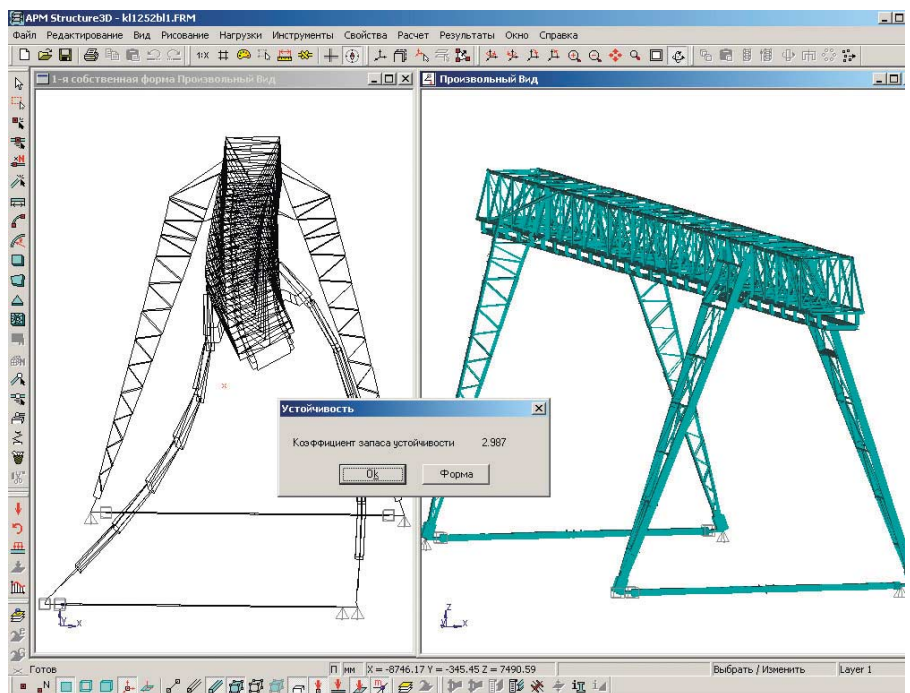 APM Structure3D - kl1252bl1.FRM
Файл Редактирование Вид Рисование Нагрузки Инструменты Свойства Расчет Результаты Окно Справка
1:X
1-я собственная форма Произвольный Вид
Произвольный Вид
×N
Устойчивость
Коэффициент запаса устойчивости 2.987
Ok Форма
Y X
Z X
Готов П мм X = -8746.17 Y = -345.45 Z = 7490.59 Выбрать / Изменить Layer 1
N